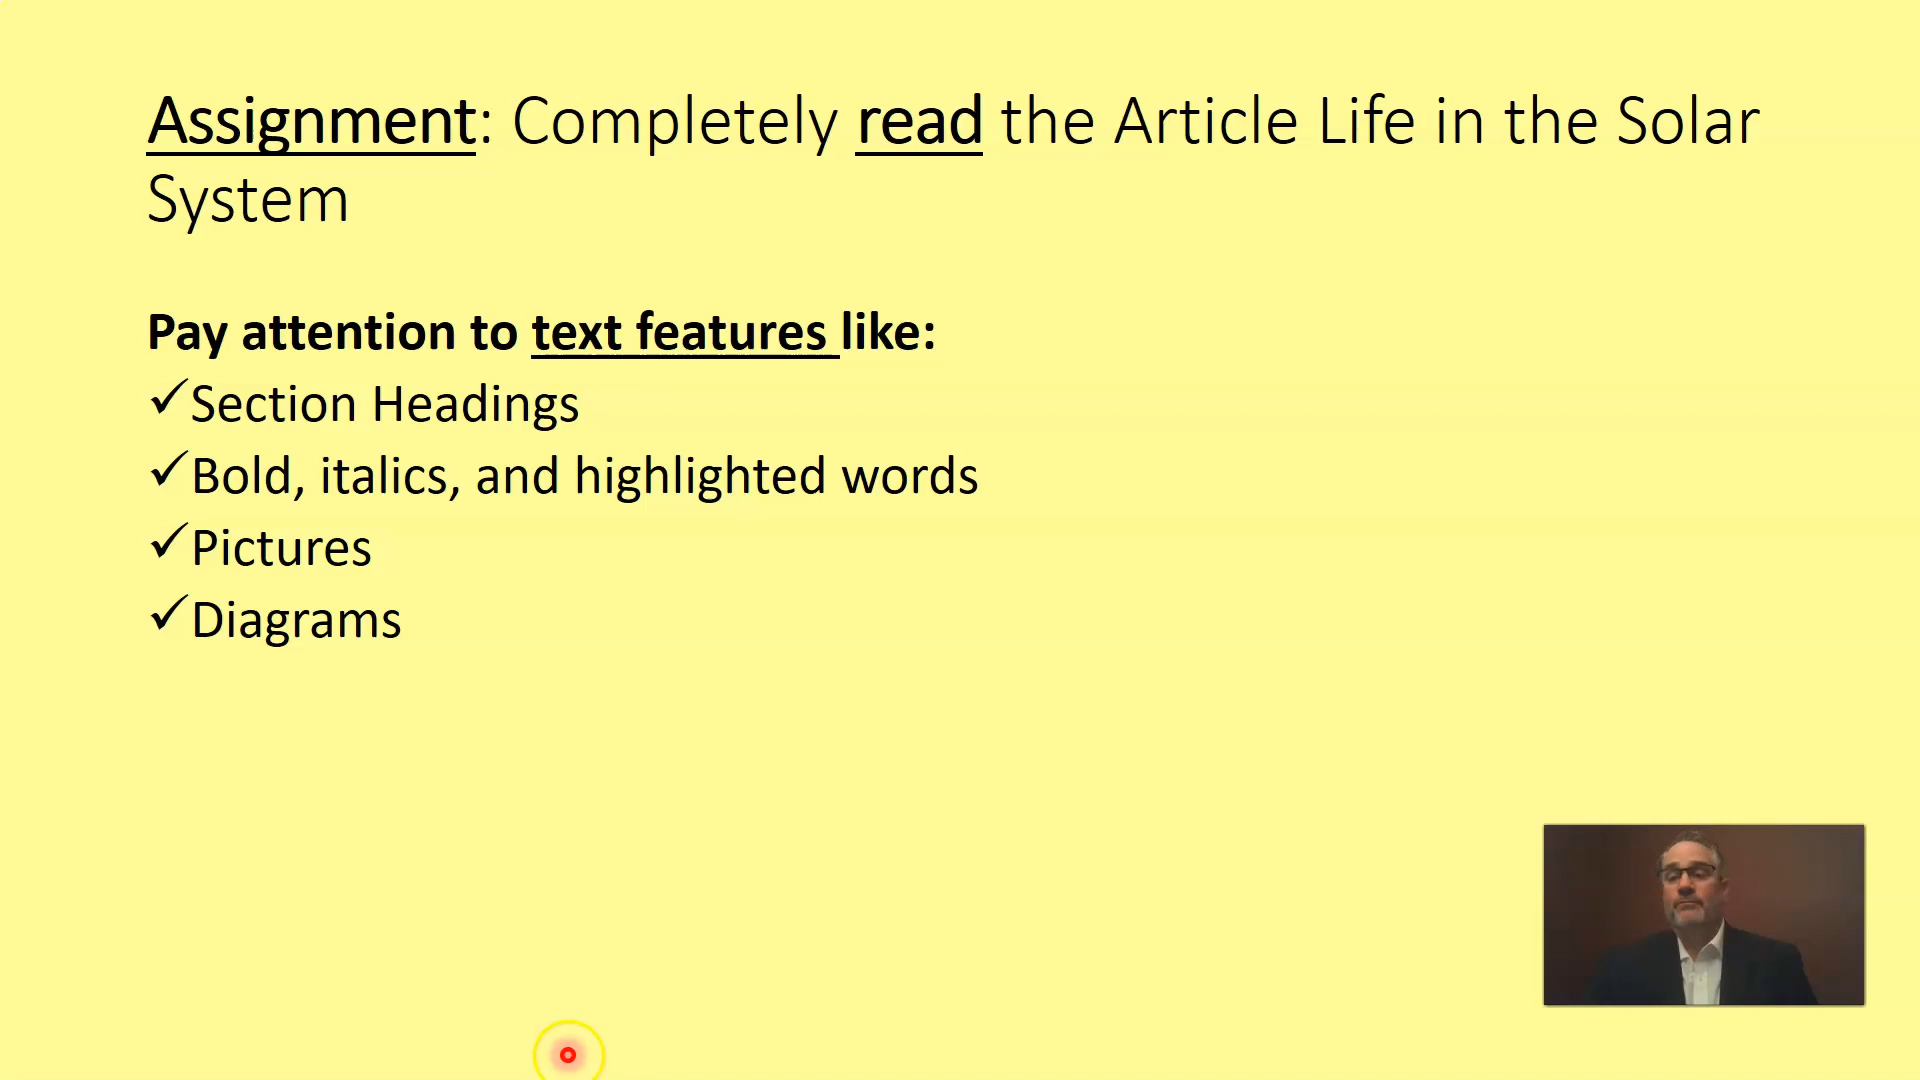 Assignment: Completely read the Article Life in the Solar
System
Pay attention to text features like:
✓Section Headings
✓Bold, italics, and highlighted words
✓Pictures
✓Diagrams